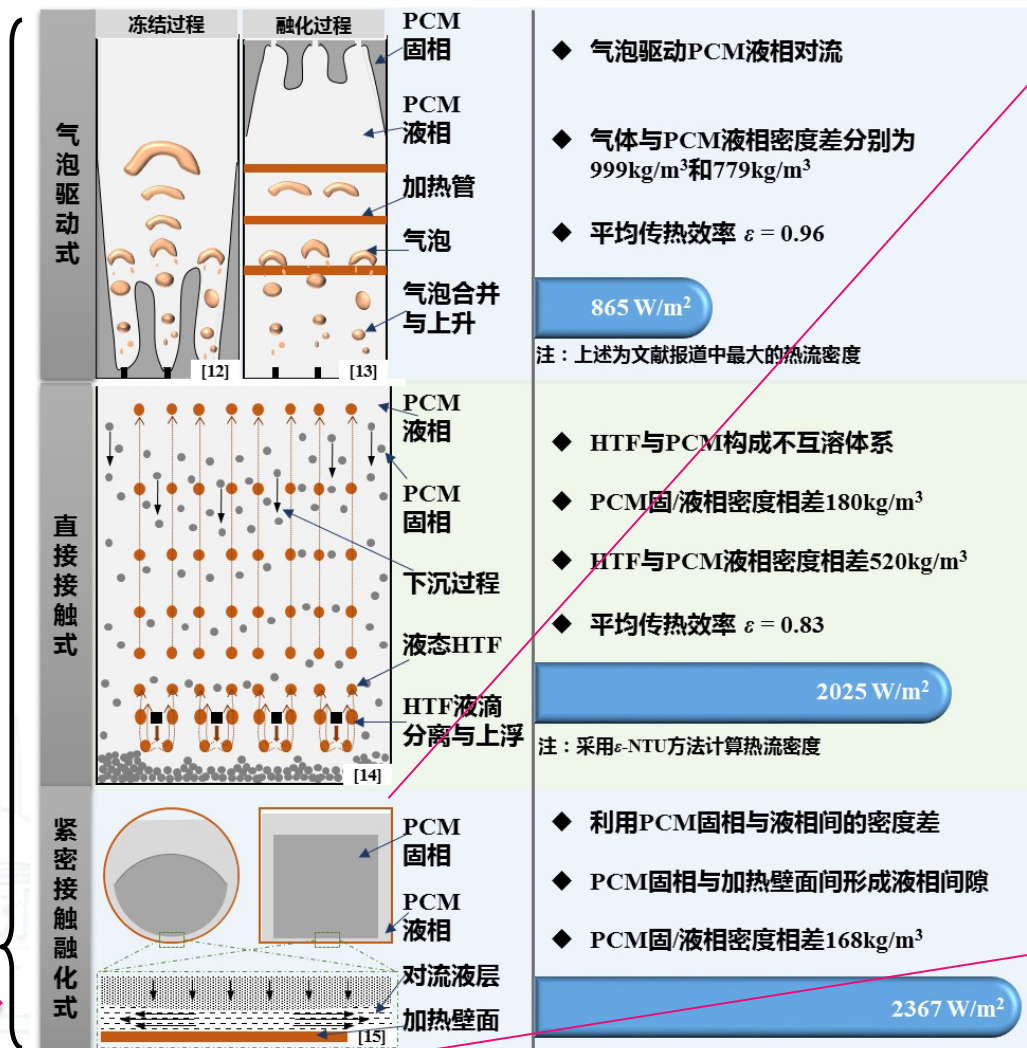 冻结过程
融化过程
气泡驱动式
PCM
固相
PCM
液相
加热管
气泡
气泡合并
与上升
[12]
[13]
◆ 气泡驱动PCM液相对流
◆ 气体与PCM液相密度差分别为
999kg/m³和779kg/m³
◆ 平均传热效率 ε = 0.96
865 W/m²
注：上述为文献报道中最大的热流密度
直接接触式
PCM
液相
PCM
固相
下沉过程
液态HTF
HTF液滴
分离与上浮
[14]
◆ HTF与PCM构成不互溶体系
◆ PCM固/液相密度相差180kg/m³
◆ HTF与PCM液相密度相差520kg/m³
◆ 平均传热效率 ε = 0.83
2025 W/m²
注：采用ε-NTU方法计算热流密度
紧密接触融化式
PCM
固相
PCM
液相
对流液层
加热壁面
[15]
◆ 利用PCM固相与液相间的密度差
◆ PCM固相与加热壁面间形成液相间隙
◆ PCM固/液相密度相差168kg/m³
2367 W/m²